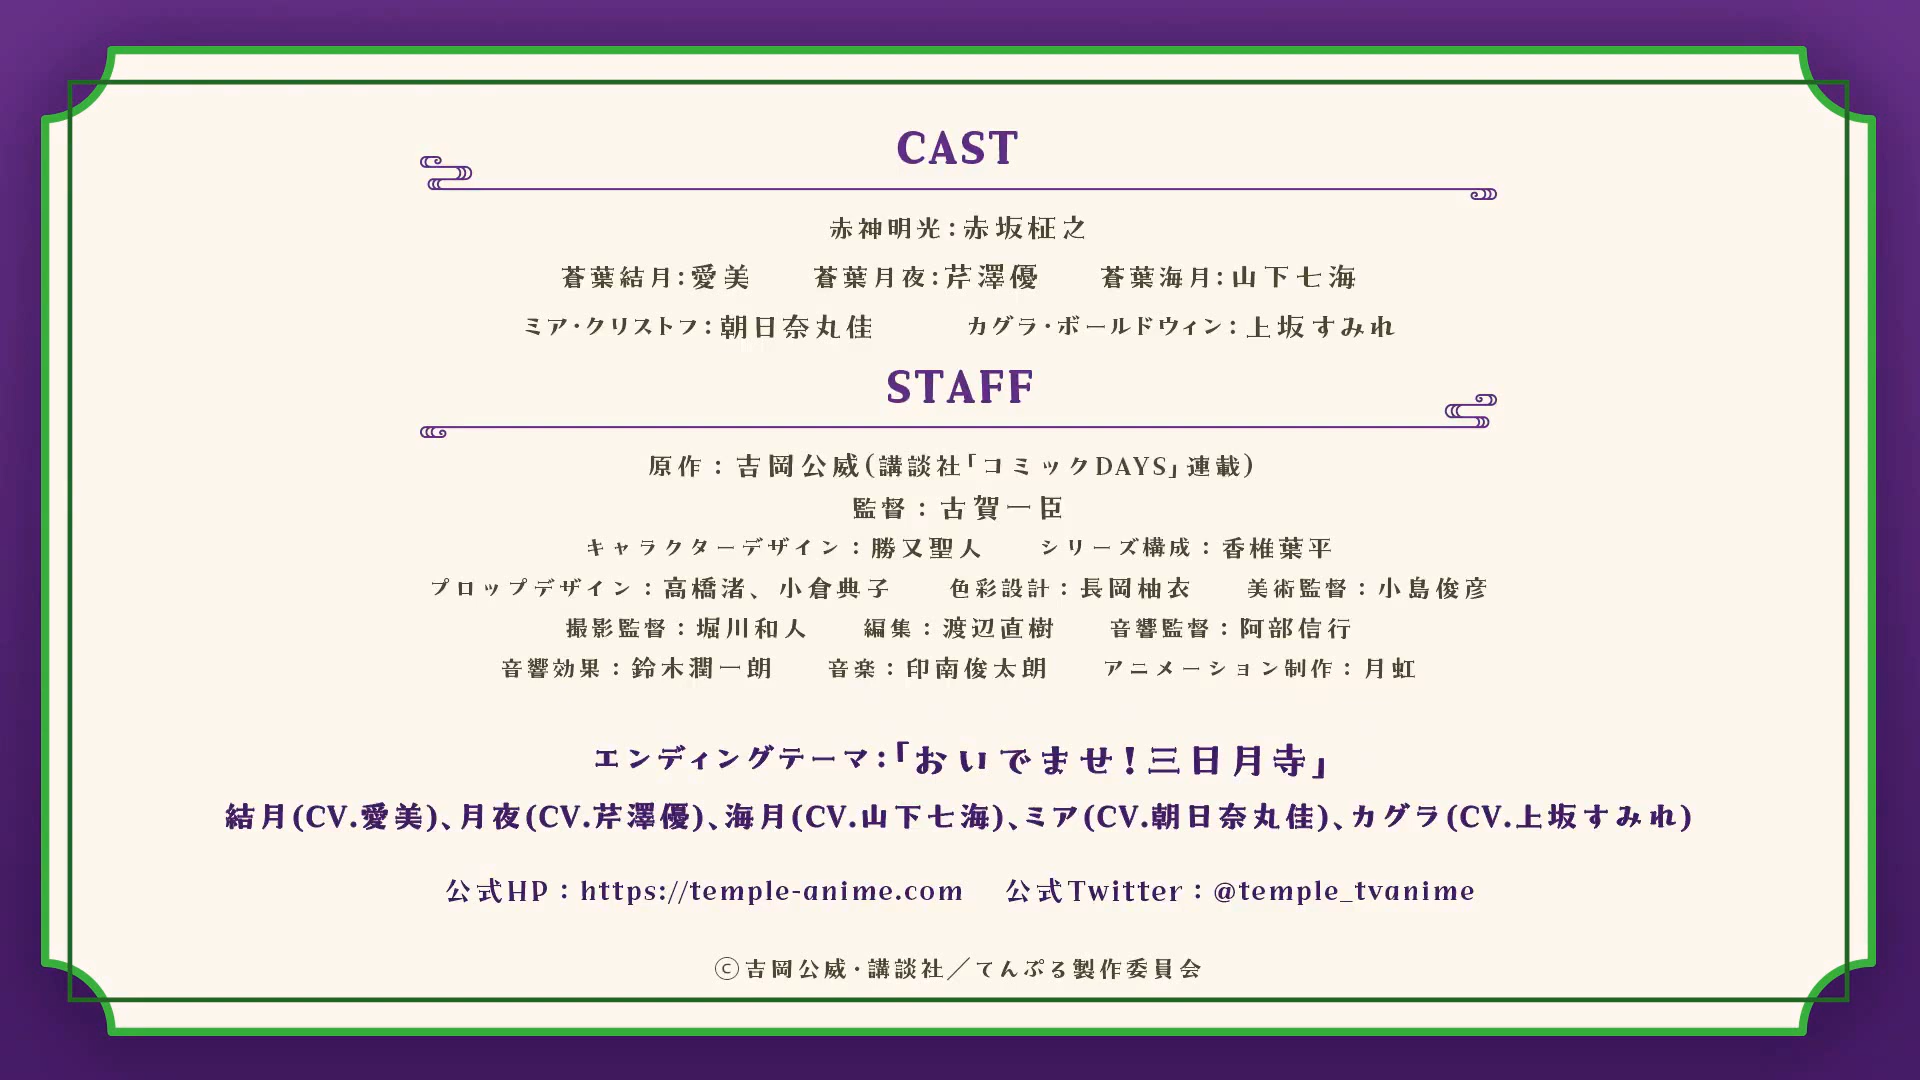 CAST
赤神明光：赤坂柾之
蒼葉結月：愛美　蒼葉月夜：芹澤優　蒼葉海月：山下七海
ミア・クリストフ：朝日奈丸佳　カグラ・ボールドウィン：上坂すみれ
STAFF
原作：吉岡公威(講談社「コミックDAYS」連載)
監督：古賀一臣
キャラクターデザイン：勝又聖人　シリーズ構成：香椎葉平
プロップデザイン：高橋渚、小倉典子　色彩設計：長岡柚衣　美術監督：小島俊彦
撮影監督：堀川和人　編集：渡辺直樹　音響監督：阿部信行
音響効果：鈴木潤一朗　音楽：印南俊太朗　アニメーション制作：月虹
エンディングテーマ：「おいでませ！三日月寺」
結月(CV.愛美)、月夜(CV.芹澤優)、海月(CV.山下七海)、ミア(CV.朝日奈丸佳)、カグラ(CV.上坂すみれ)
公式HP：https://temple-anime.com　公式Twitter：@temple_tvanime
Ⓒ吉岡公威・講談社／てんぷる製作委員会